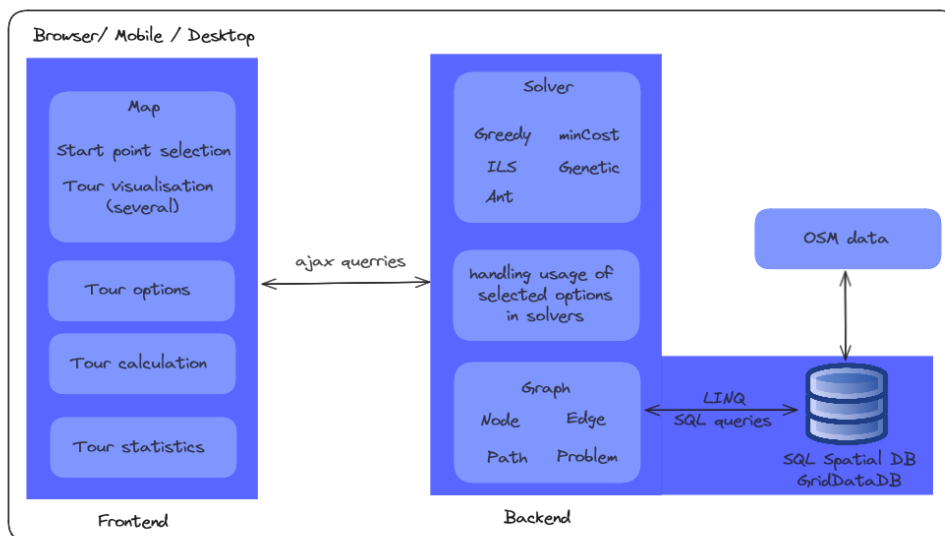 Browser/ Mobile / Desktop
Map
Start point selection
Tour visualisation
(several)
Tour options
Tour calculation
Tour statistics
Frontend
ajax querries
Solver
Greedy minCost
ILS Genetic
Ant
handling usage of
selected options
in solvers
Graph
Node Edge
Path Problem
Backend
LINQ
SQL queries
OSM data
SQL Spatial DB
GridDataDB